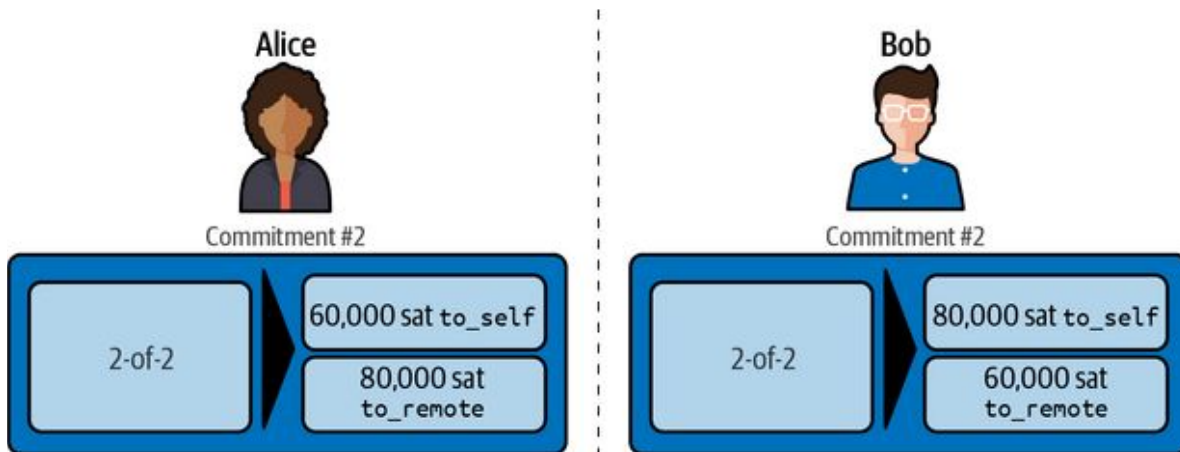 Alice
Commitment #2
2-of-2
60,000 sat to_self
80,000 sat
to_remote
Bob
Commitment #2
2-of-2
80,000 sat to_self
60,000 sat
to_remote